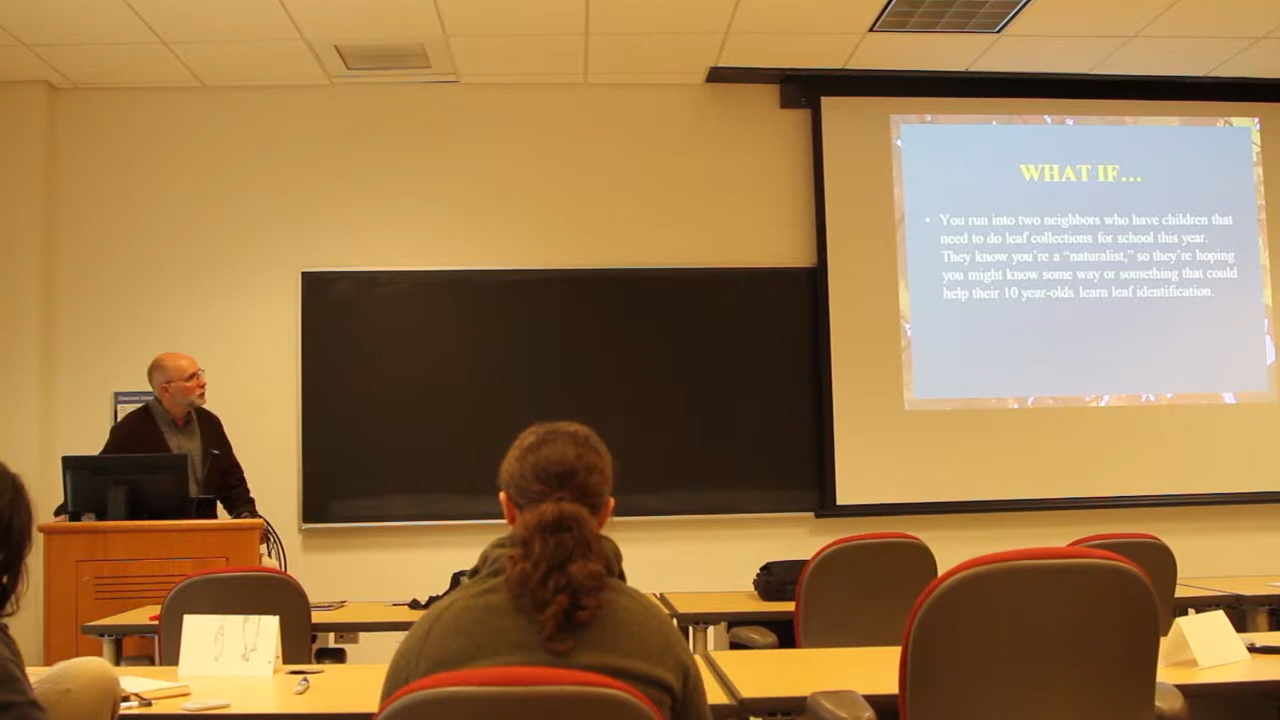 WHAT IF…
• You run into two neighbors who have children that
need to do leaf collections for school this year.
They know you're a “naturalist,” so they're hoping
you might know some way or something that could
help their 10 year-olds learn leaf identification.